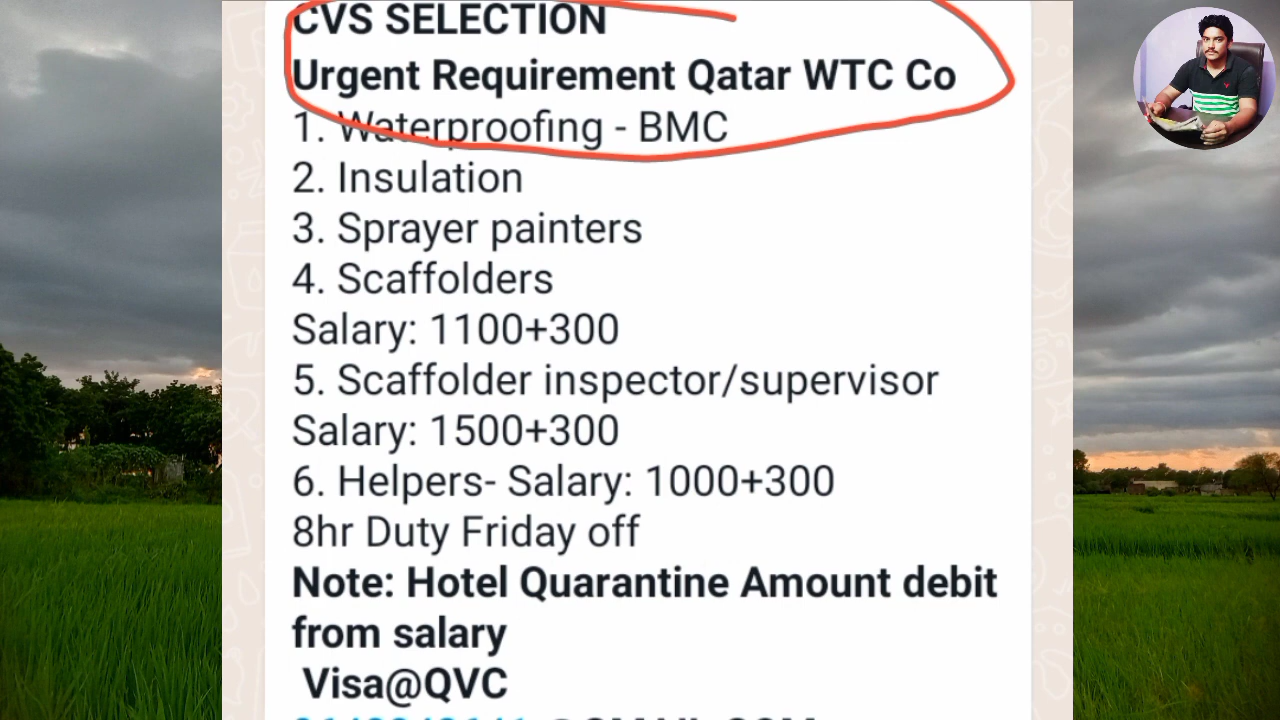 CVS SELECTION
Urgent Requirement Qatar WTC Co
1. Waterproofing - BMC
2. Insulation
3. Sprayer painters
4. Scaffolders
Salary: 1100+300
5. Scaffolder inspector/supervisor
Salary: 1500+300
6. Helpers- Salary: 1000+300
8hr Duty Friday off
Note: Hotel Quarantine Amount debit
from salary
Visa@QVC